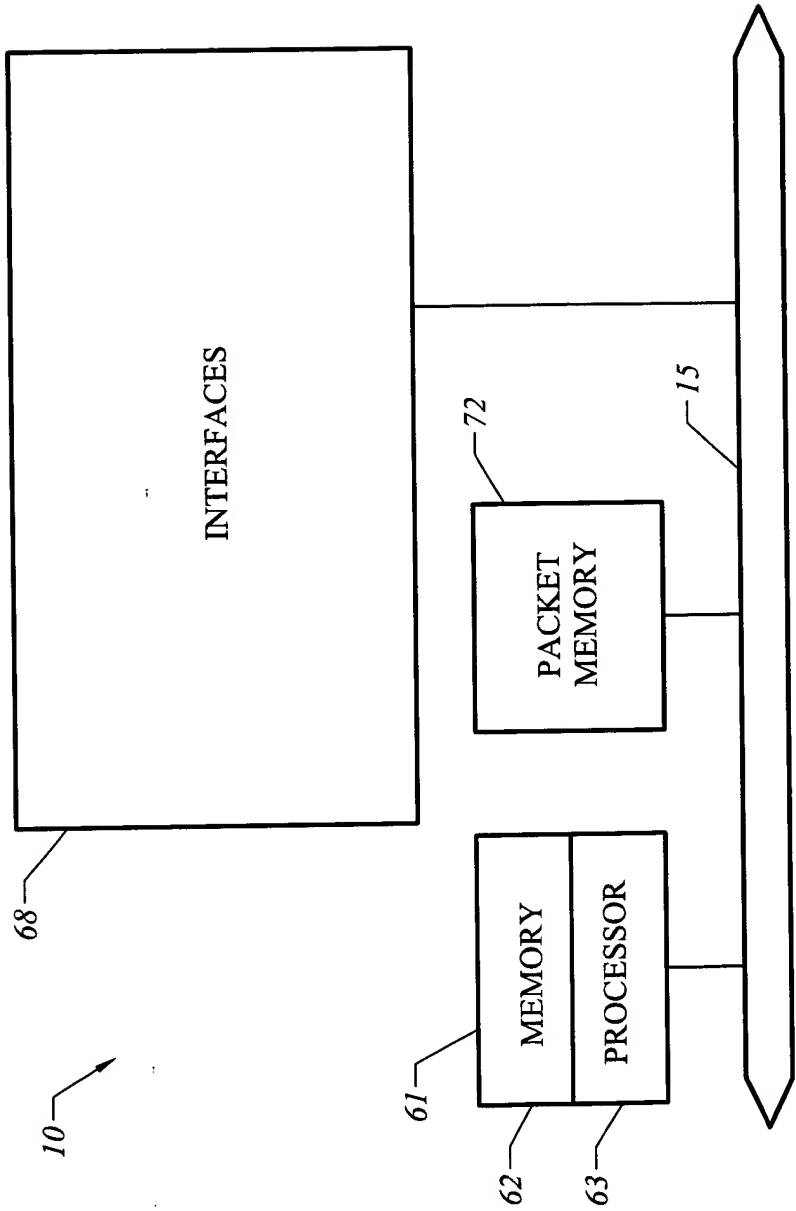 10
68
INTERFACES
61
62
MEMORY
63
PROCESSOR
72
PACKET
MEMORY
15